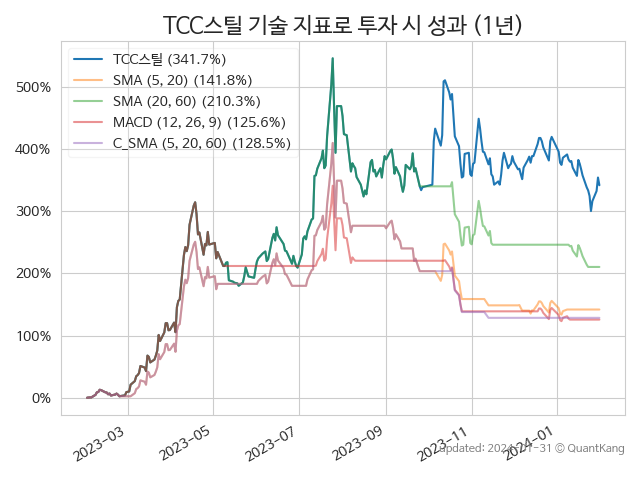 TCC스틸 기술 지표로 투자 시 성과 (1년)
TCC스틸 (341.7%)
SMA (5, 20) (141.8%)
SMA (20, 60) (210.3%)
MACD (12, 26, 9) (125.6%)
C_SMA (5, 20, 60) (128.5%)
500%
400%
300%
200%
100%
0%
2023-03
2023-05
2023-07
2023-09
2023-11
2024-01
updated: 2024-01-31 © QuantKang